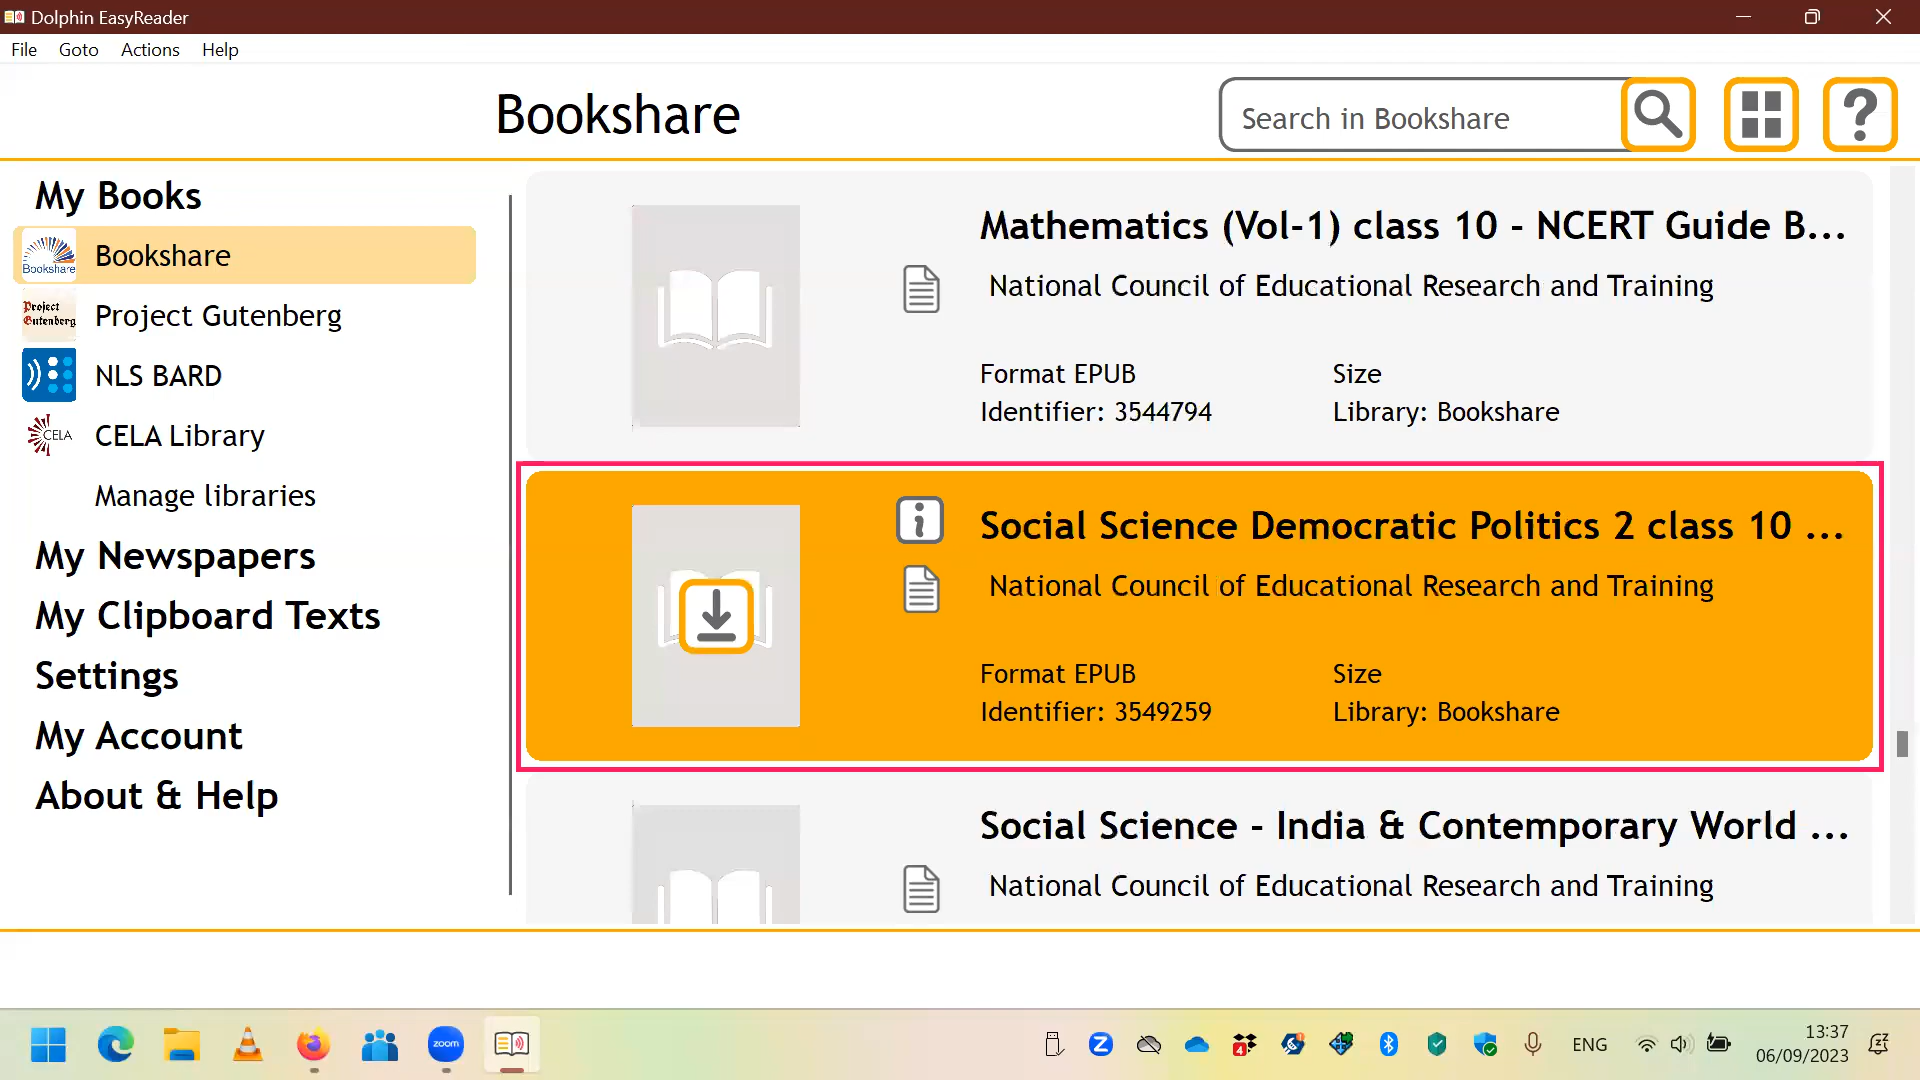 Dolphin EasyReader
File Goto Actions Help
Bookshare
Search in Bookshare
?
My Books
Bookshare
Bookshare
Project Gutenberg
Project Gutenberg
NLS BARD
CELA
CELA Library
Manage libraries
My Newspapers
My Clipboard Texts
Settings
My Account
About & Help
Mathematics (Vol-1) class 10 - NCERT Guide B...
National Council of Educational Research and Training
Format EPUB Size
Identifier: 3544794 Library: Bookshare
Social Science Democratic Politics 2 class 10 ...
National Council of Educational Research and Training
Format EPUB Size
Identifier: 3549259 Library: Bookshare
Social Science - India & Contemporary World ...
National Council of Educational Research and Training
zoom
Z
4
ENG
13:37
06/09/2023